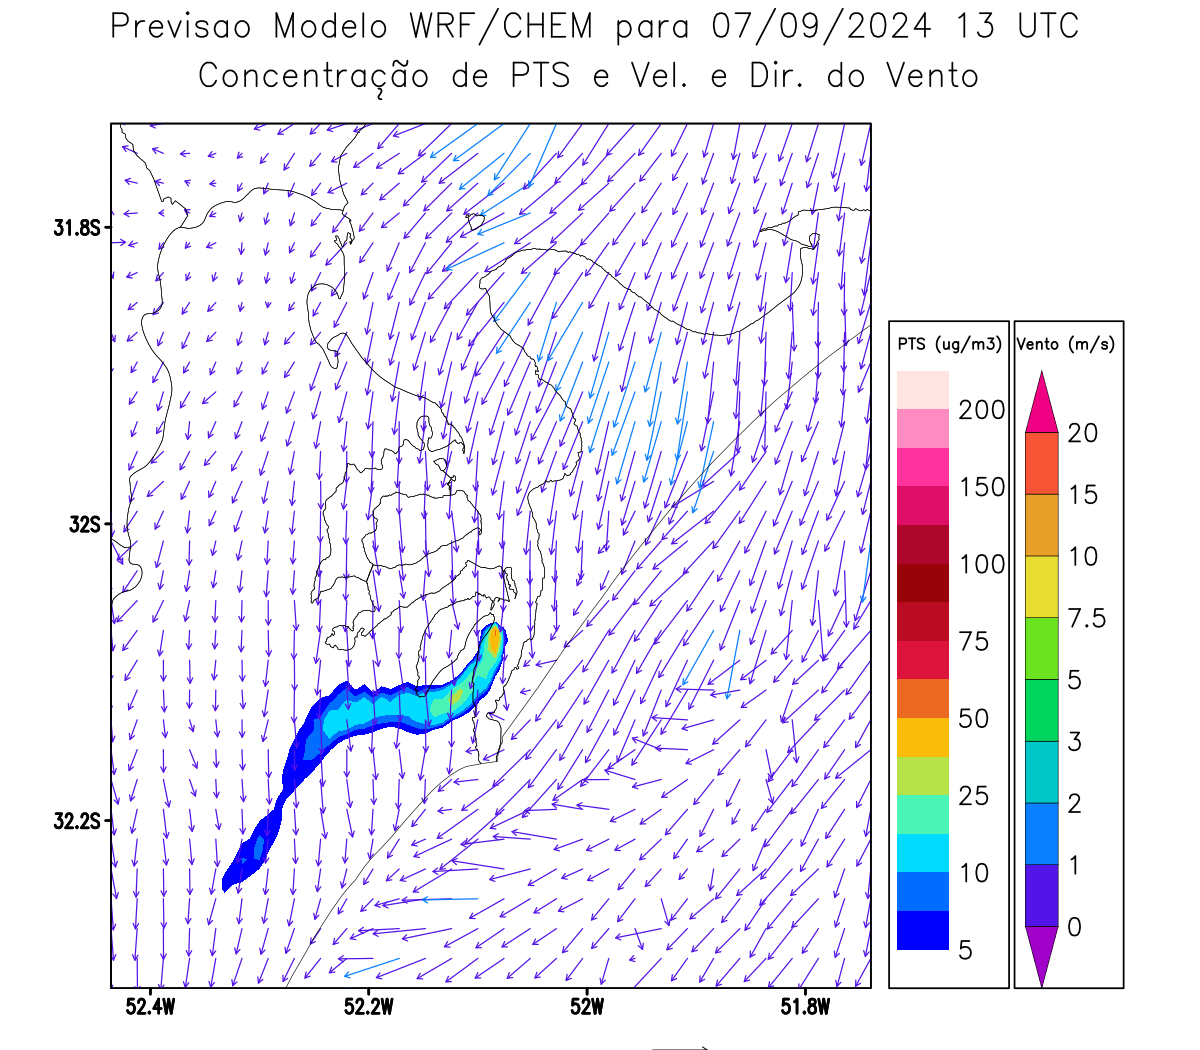 Previsao Modelo WRF/CHEM para 07/09/2024 13 UTC
Concentração de PTS e Vel. e Dir. do Vento
31.8S
32S
32.2S
52.4W 52.2W 52W 51.8W
PTS (ug/m3)
200
150
100
75
50
25
10
5
Vento (m/s)
20
15
10
7.5
5
3
2
1
0